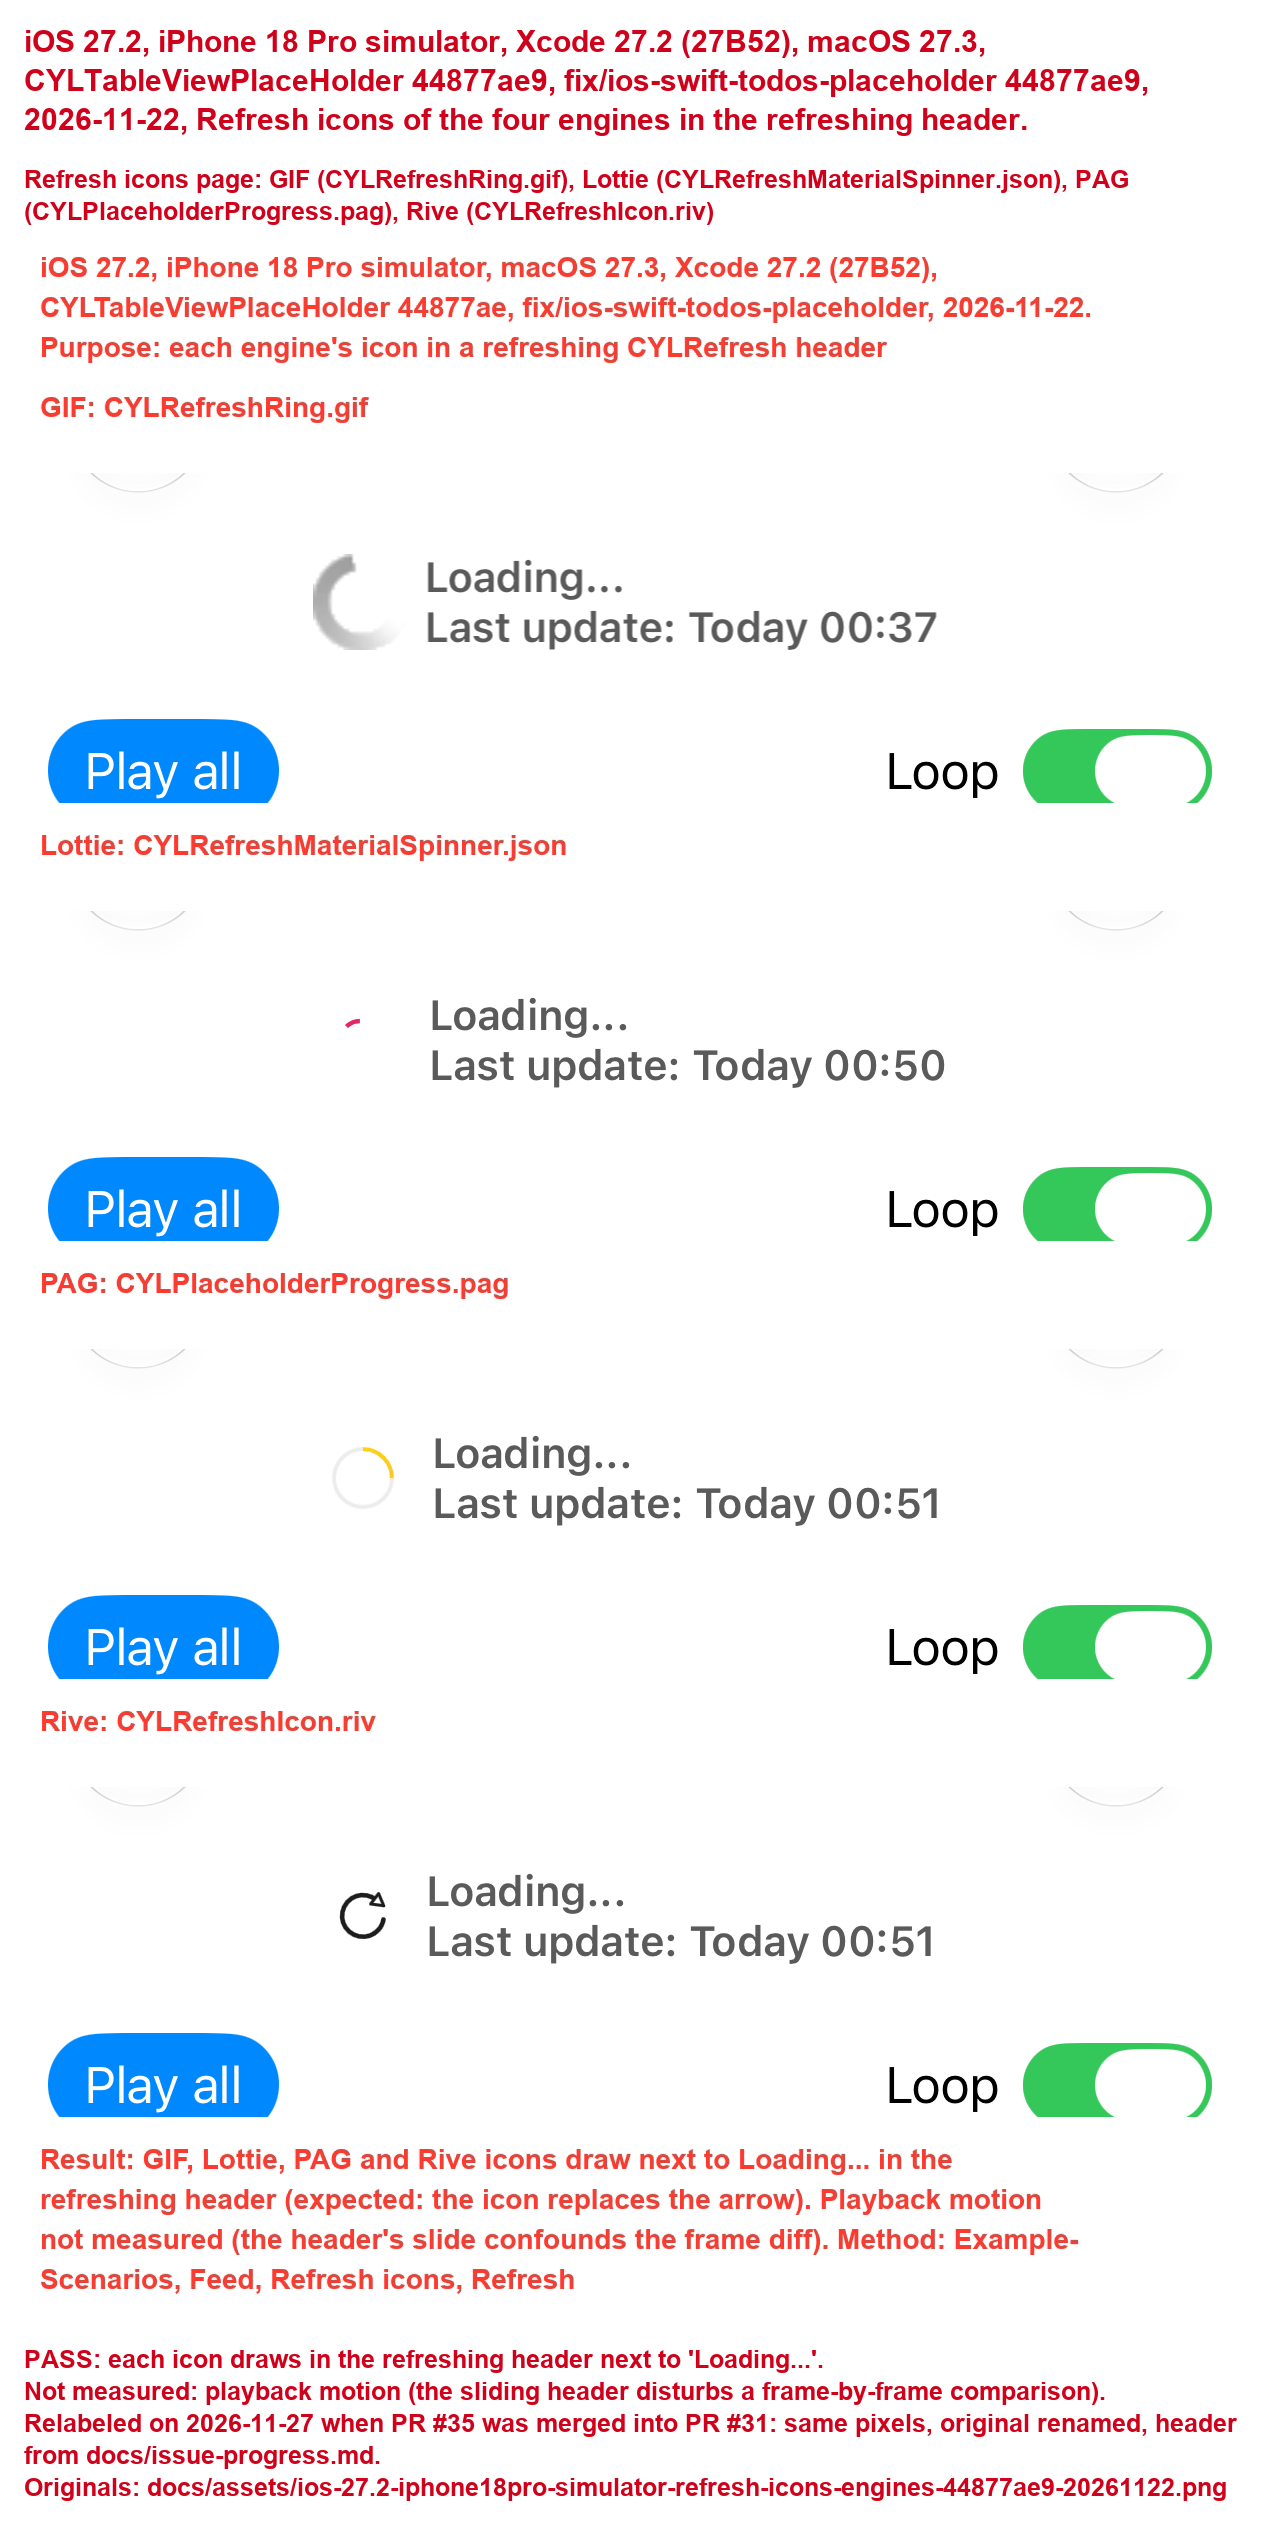 iOS 27.2, iPhone 18 Pro simulator, Xcode 27.2 (27B52), macOS 27.3,
CYLTableViewPlaceHolder 44877ae9, fix/ios-swift-todos-placeholder 44877ae9,
2026-11-22, Refresh icons of the four engines in the refreshing header.
Refresh icons page: GIF (CYLRefreshRing.gif), Lottie (CYLRefreshMaterialSpinner.json), PAG
(CYLPlaceholderProgress.pag), Rive (CYLRefreshIcon.riv)
iOS 27.2, iPhone 18 Pro simulator, macOS 27.3, Xcode 27.2 (27B52),
CYLTableViewPlaceHolder 44877ae, fix/ios-swift-todos-placeholder, 2026-11-22.
Purpose: each engine's icon in a refreshing CYLRefresh header
GIF: CYLRefreshRing.gif
Loading...
Last update: Today 00:37
Play all
Loop
Lottie: CYLRefreshMaterialSpinner.json
Loading...
Last update: Today 00:50
Play all
Loop
PAG: CYLPlaceholderProgress.pag
Loading...
Last update: Today 00:51
Play all
Loop
Rive: CYLRefreshIcon.riv
Loading...
Last update: Today 00:51
Play all
Loop
Result: GIF, Lottie, PAG and Rive icons draw next to Loading... in the
refreshing header (expected: the icon replaces the arrow). Playback motion
not measured (the header's slide confounds the frame diff). Method: Example-
Scenarios, Feed, Refresh icons, Refresh
PASS: each icon draws in the refreshing header next to 'Loading...'.
Not measured: playback motion (the sliding header disturbs a frame-by-frame comparison).
Relabeled on 2026-11-27 when PR #35 was merged into PR #31: same pixels, original renamed, header
from docs/issue-progress.md.
Originals: docs/assets/ios-27.2-iphone18pro-simulator-refresh-icons-engines-44877ae9-20261122.png